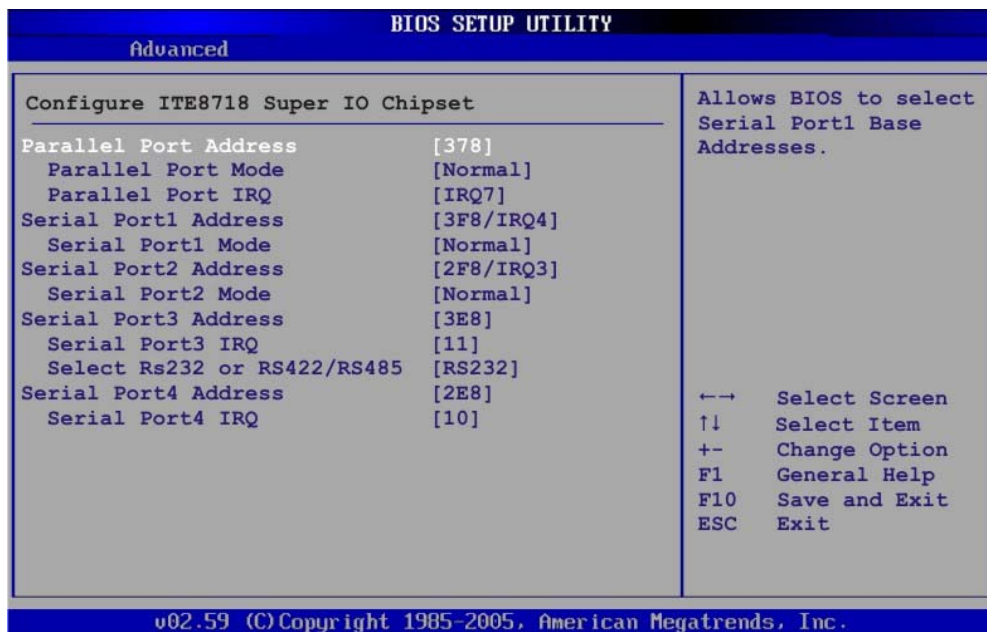 BIOS SETUP UTILITY
Advanced
Configure ITE8718 Super IO Chipset
Parallel Port Address [378]
Parallel Port Mode [Normal]
Parallel Port IRQ [IRQ7]
Serial Port1 Address [3F8/IRQ4]
Serial Port1 Mode [Normal]
Serial Port2 Address [2F8/IRQ3]
Serial Port2 Mode [Normal]
Serial Port3 Address [3E8]
Serial Port3 IRQ [11]
Select Rs232 or RS422/RS485 [RS232]
Serial Port4 Address [2E8]
Serial Port4 IRQ [10]
Allows BIOS to select
Serial Port1 Base
Addresses.
←→ Select Screen
↑↓ Select Item
+- Change Option
F1 General Help
F10 Save and Exit
ESC Exit
v02.59 (C)Copyright 1985-2005, American Megatrends, Inc.